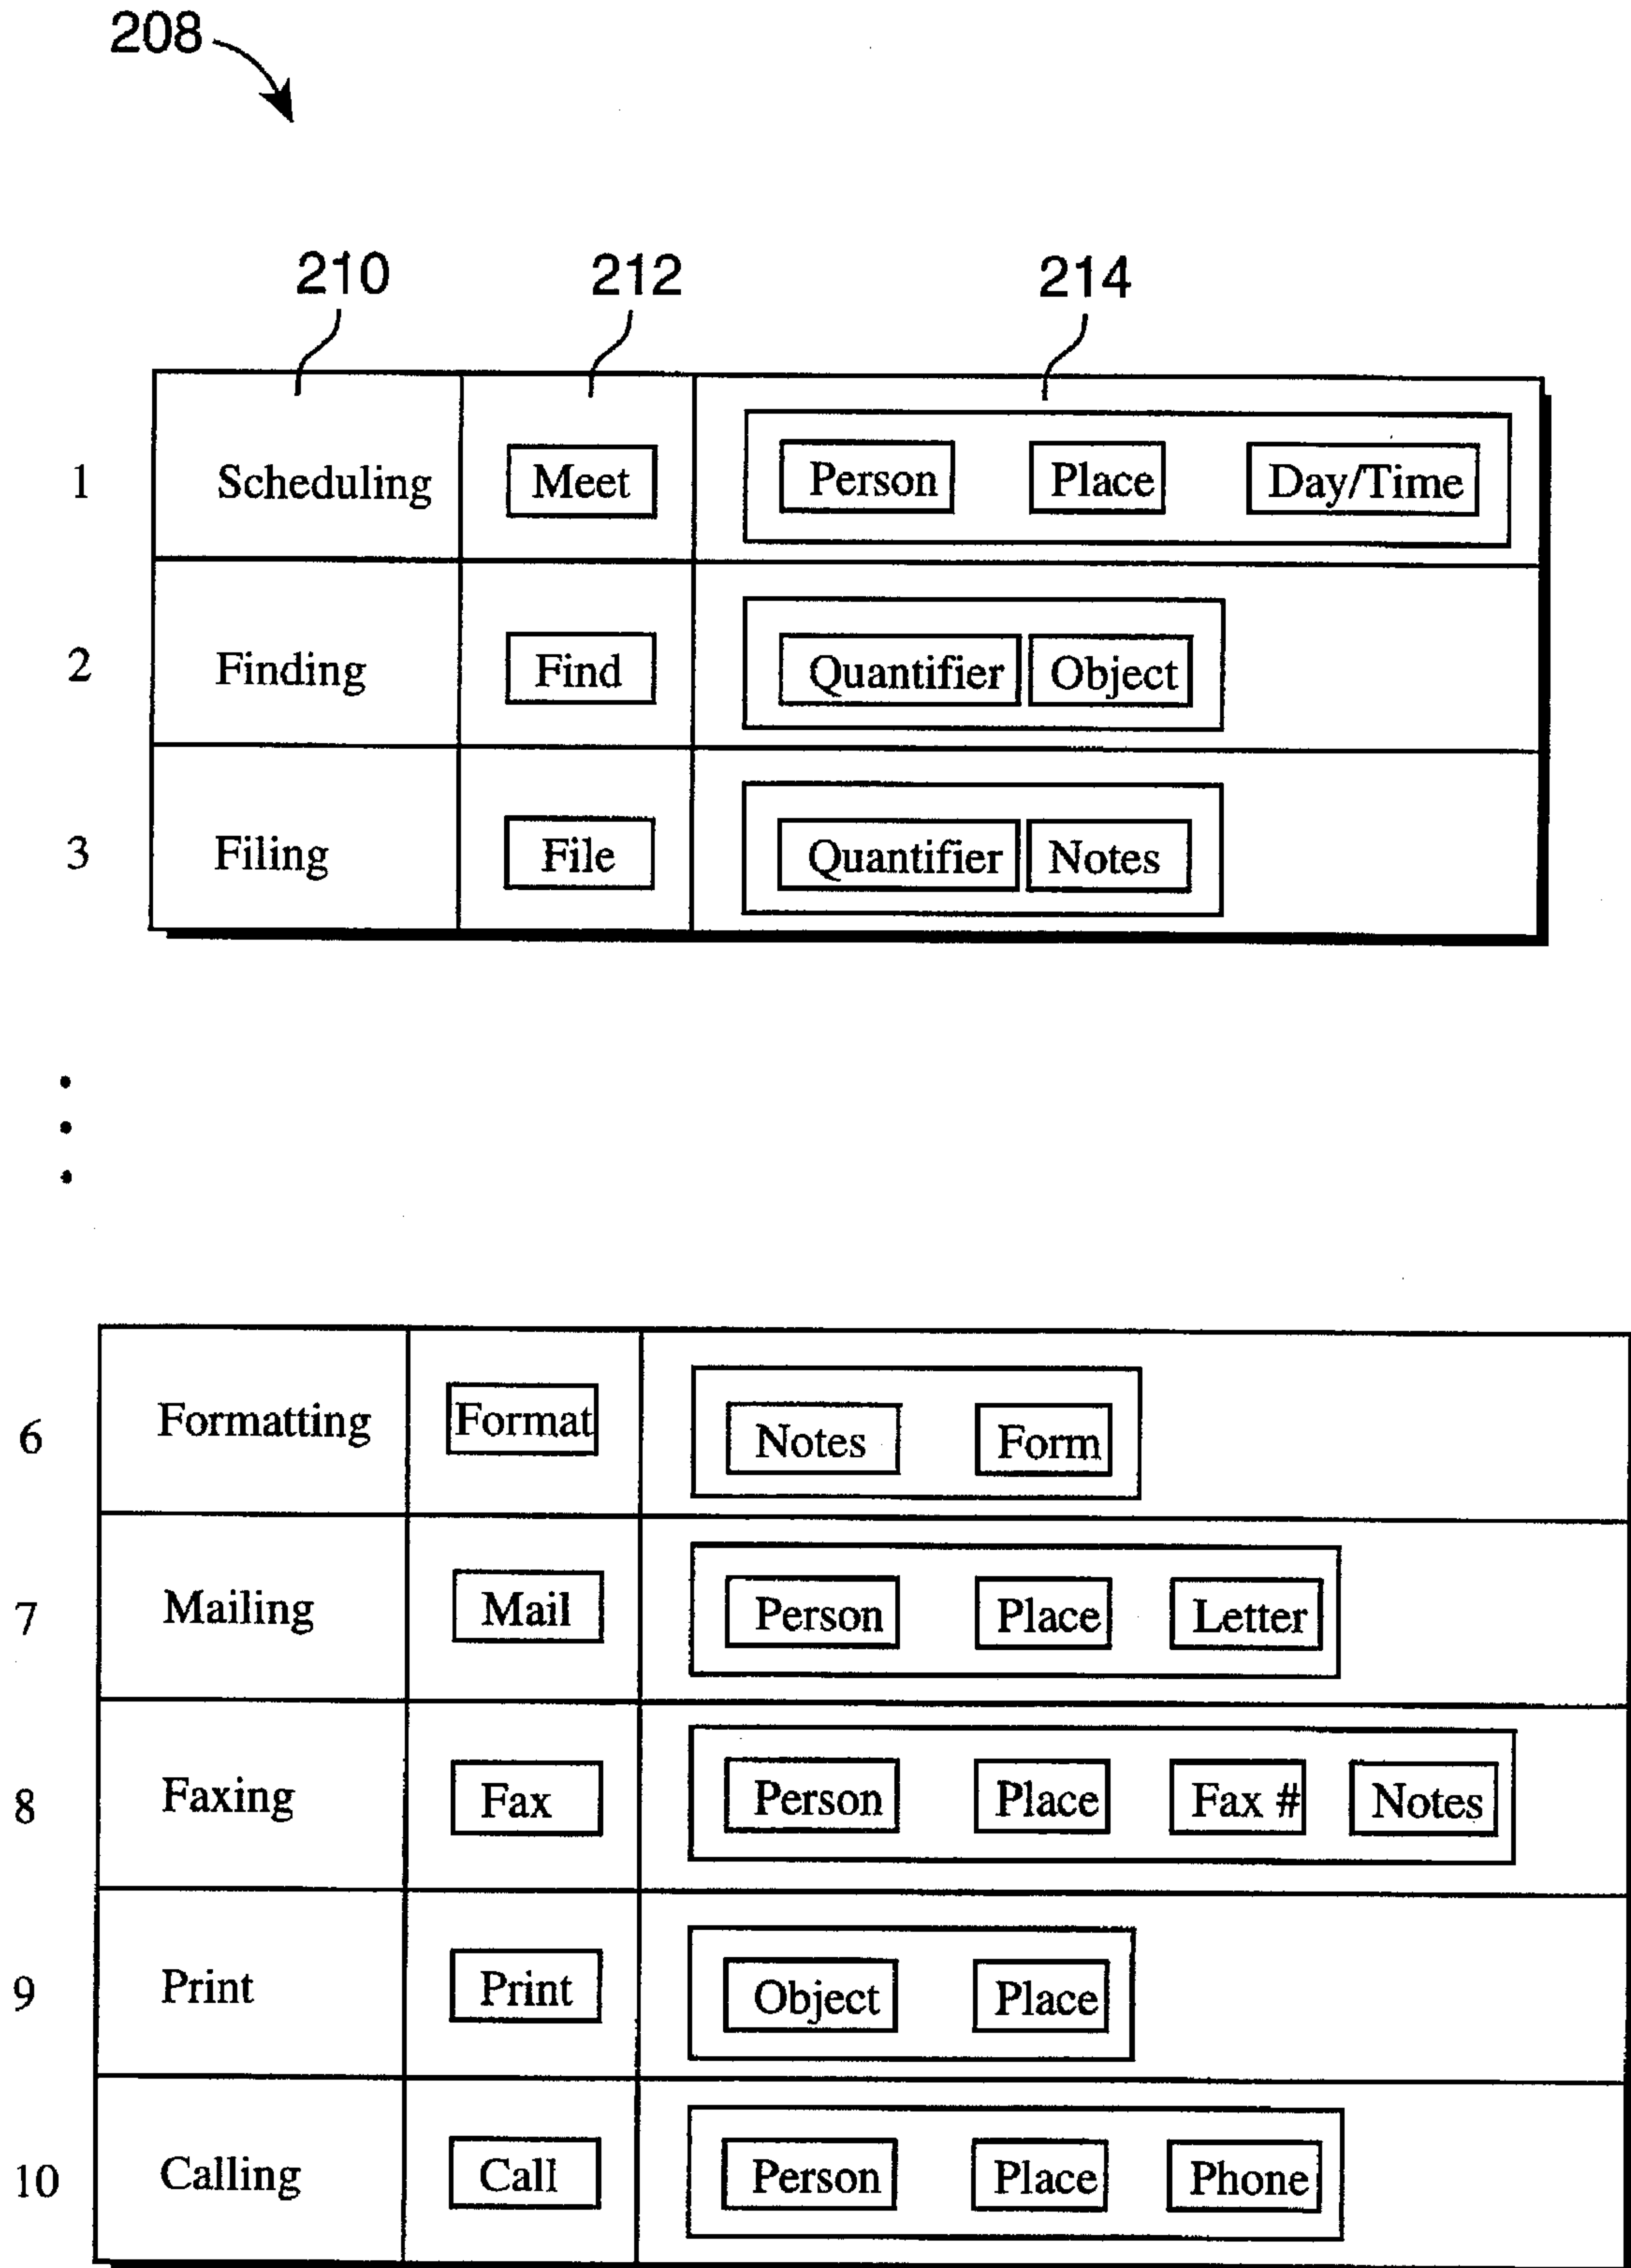 208
210 212 214
1 Scheduling Meet Person Place Day/Time
2 Finding Find Quantifier Object
3 Filing File Quantifier Notes
6 Formatting Format Notes Form
7 Mailing Mail Person Place Letter
8 Faxing Fax Person Place Fax # Notes
9 Print Print Object Place
10 Calling Call Person Place Phone